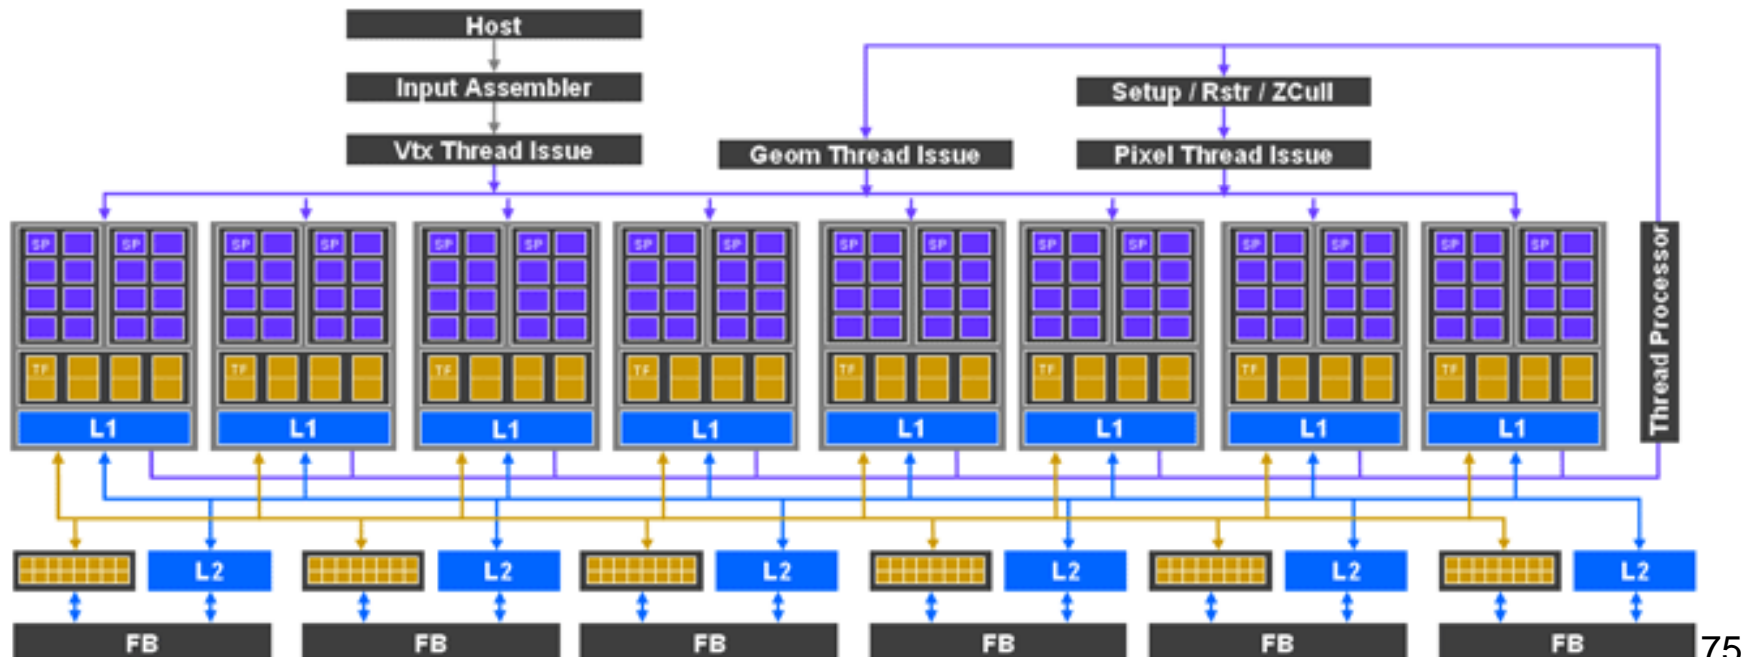 Host
Input Assembler
Setup / Rstr / ZCull
Vtx Thread Issue
Geom Thread Issue
Pixel Thread Issue
SP SP SP SP SP SP SP SP SP SP SP SP SP SP SP SP
Thread Processor
TF TF TF TF TF TF TF TF
L1 L1 L1 L1 L1 L1 L1 L1
L2 L2 L2 L2 L2 L2
FB FB FB FB FB FB
75